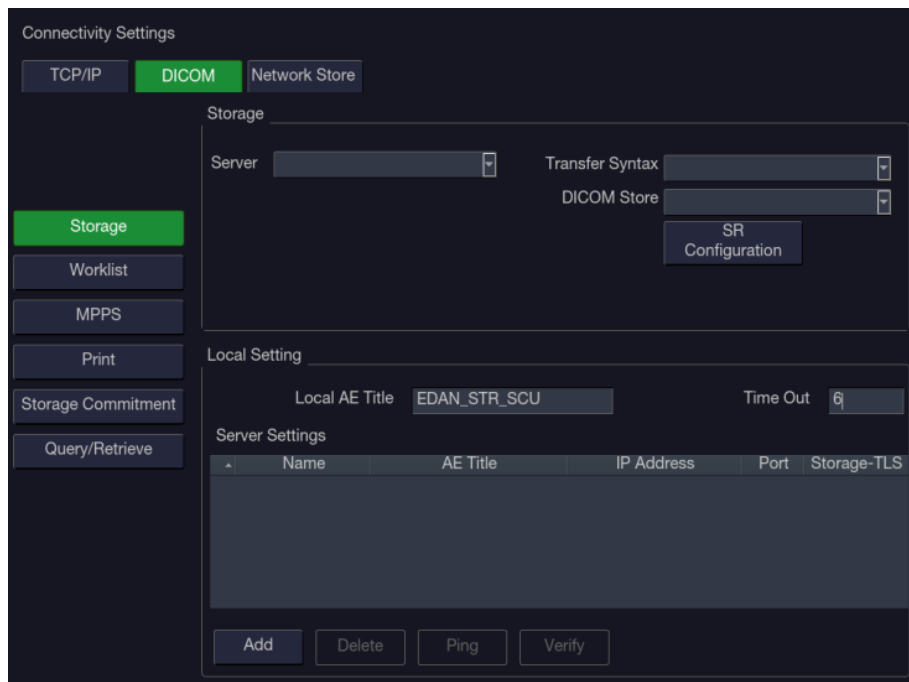 Connectivity Settings
TCP/IP DICOM Network Store
Storage
Server Transfer Syntax
DICOM Store
SR
Configuration
Storage
Worklist
MPPS
Print
Storage Commitment
Query/Retrieve
Local Setting
Local AE Title EDAN_STR_SCU Time Out 6
Server Settings
Name AE Title IP Address Port Storage-TLS
Add Delete Ping Verify